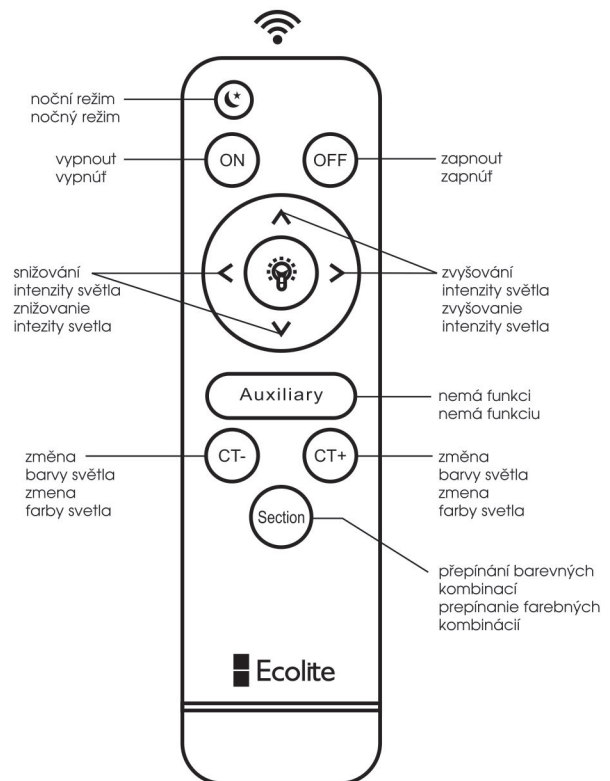 noční režim
nočný režim
vypnout
vypnúť
ON
OFF
zapnout
zapnúť
snižování
intenzity světla
znižovanie
intezity svetla
zvyšování
intenzity světla
zvyšovanie
intenzity svetla
Auxiliary
nemá funkci
nemá funkciu
změna
barvy světla
zmena
farby svetla
CT-
CT+
změna
barvy světla
zmena
farby svetla
Section
přepínání barevných
kombinací
prepínanie farebných
kombinácií
Ecolite